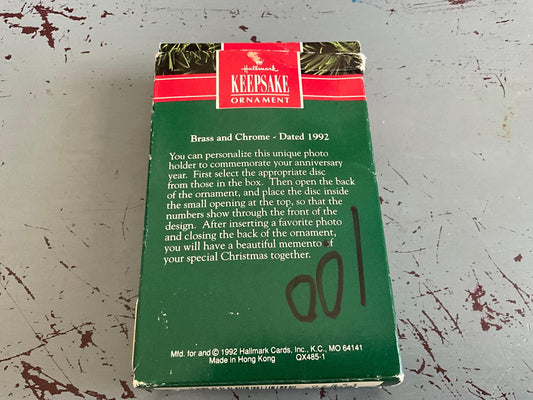 Hallmark
KEEPSAKE
ORNAMENT
Brass and Chrome - Dated 1992
You can personalize this unique photo
holder to commemorate your anniversary
year. First select the appropriate disc
from those in the box. Then open the back
of the ornament, and place the disc inside
the small opening at the top, so that the
numbers show through the front of the
design. After inserting a favorite photo
and closing the back of the ornament,
you will have a beautiful memento of
your special Christmas together.
100
Mfd. for and © 1992 Hallmark Cards, Inc., K.C., MO 64141
Made in Hong Kong QX485-1